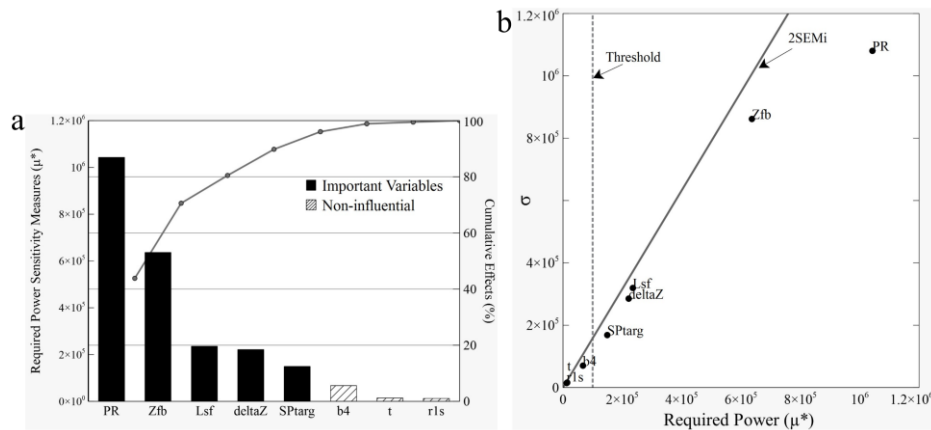 a
Required Power Sensitivity Measures (μ*)
1.2×10⁶
10⁶
8×10⁵
6×10⁵
4×10⁵
2×10⁵
0×10⁰
PR
Zfb
Lsf
deltaZ
SPtarg
b4
t
r1s
Important Variables
Non-influential
100
80
60
40
20
0
Cumulative Effects (%)
b
1.2×10⁶
10⁶
8×10⁵
σ
4×10⁵
2×10⁵
0
Threshold
2SEMi
PR
Zfb
Lsf
deltaZ
SPtarg
b4
t
r1s
0
2×10⁵
4×10⁵
6×10⁵
8×10⁵
10⁶
1.2×10⁶
Required Power (μ*)